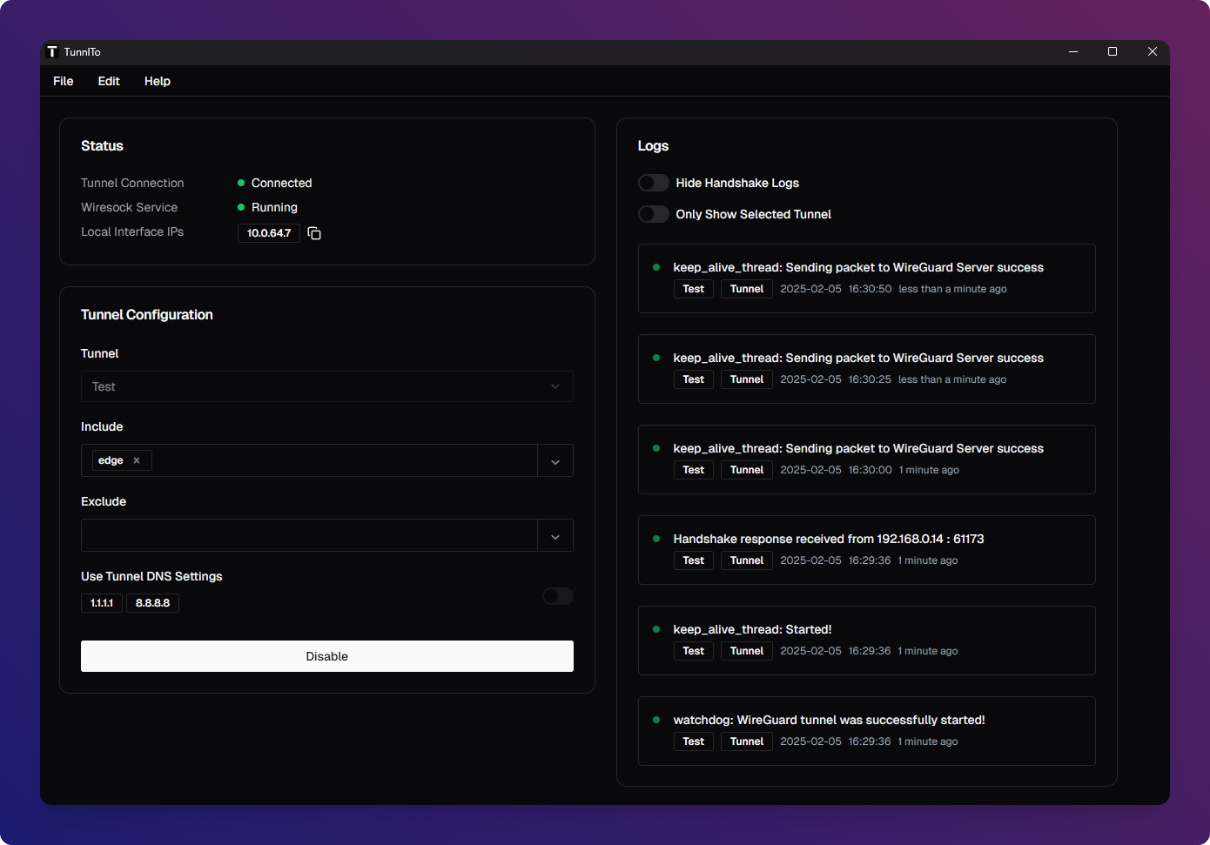 T TunnlTo
File Edit Help
Status
Tunnel Connection Connected
Wiresock Service Running
Local Interface IPs 10.0.64.7
Tunnel Configuration
Tunnel
Test
Include
edge ×
Exclude
Use Tunnel DNS Settings
1.1.1.1 8.8.8.8
Disable
Logs
Hide Handshake Logs
Only Show Selected Tunnel
keep_alive_thread: Sending packet to WireGuard Server success
Test Tunnel 2025-02-05 16:30:50 less than a minute ago
keep_alive_thread: Sending packet to WireGuard Server success
Test Tunnel 2025-02-05 16:30:25 less than a minute ago
keep_alive_thread: Sending packet to WireGuard Server success
Test Tunnel 2025-02-05 16:30:00 1 minute ago
Handshake response received from 192.168.0.14 : 61173
Test Tunnel 2025-02-05 16:29:36 1 minute ago
keep_alive_thread: Started!
Test Tunnel 2025-02-05 16:29:36 1 minute ago
watchdog: WireGuard tunnel was successfully started!
Test Tunnel 2025-02-05 16:29:36 1 minute ago